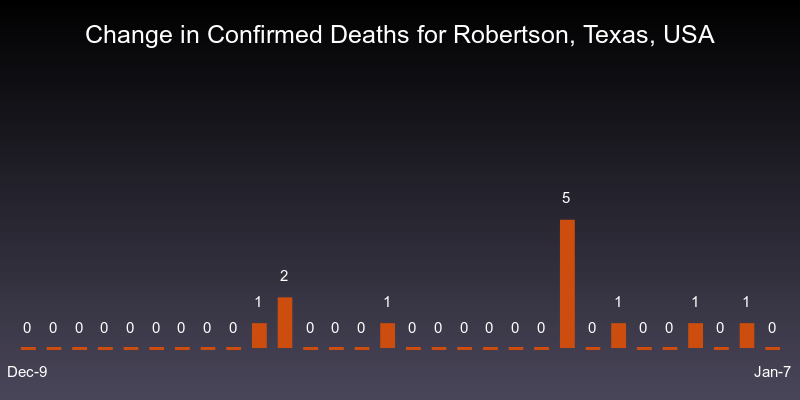 Change in Confirmed Deaths for Robertson, Texas, USA
5
2
1 1 1 1 1
0 0 0 0 0 0 0 0 0 0 0 0 0 0 0 0 0 0 0 0 0 0 0
Dec-9 Jan-7